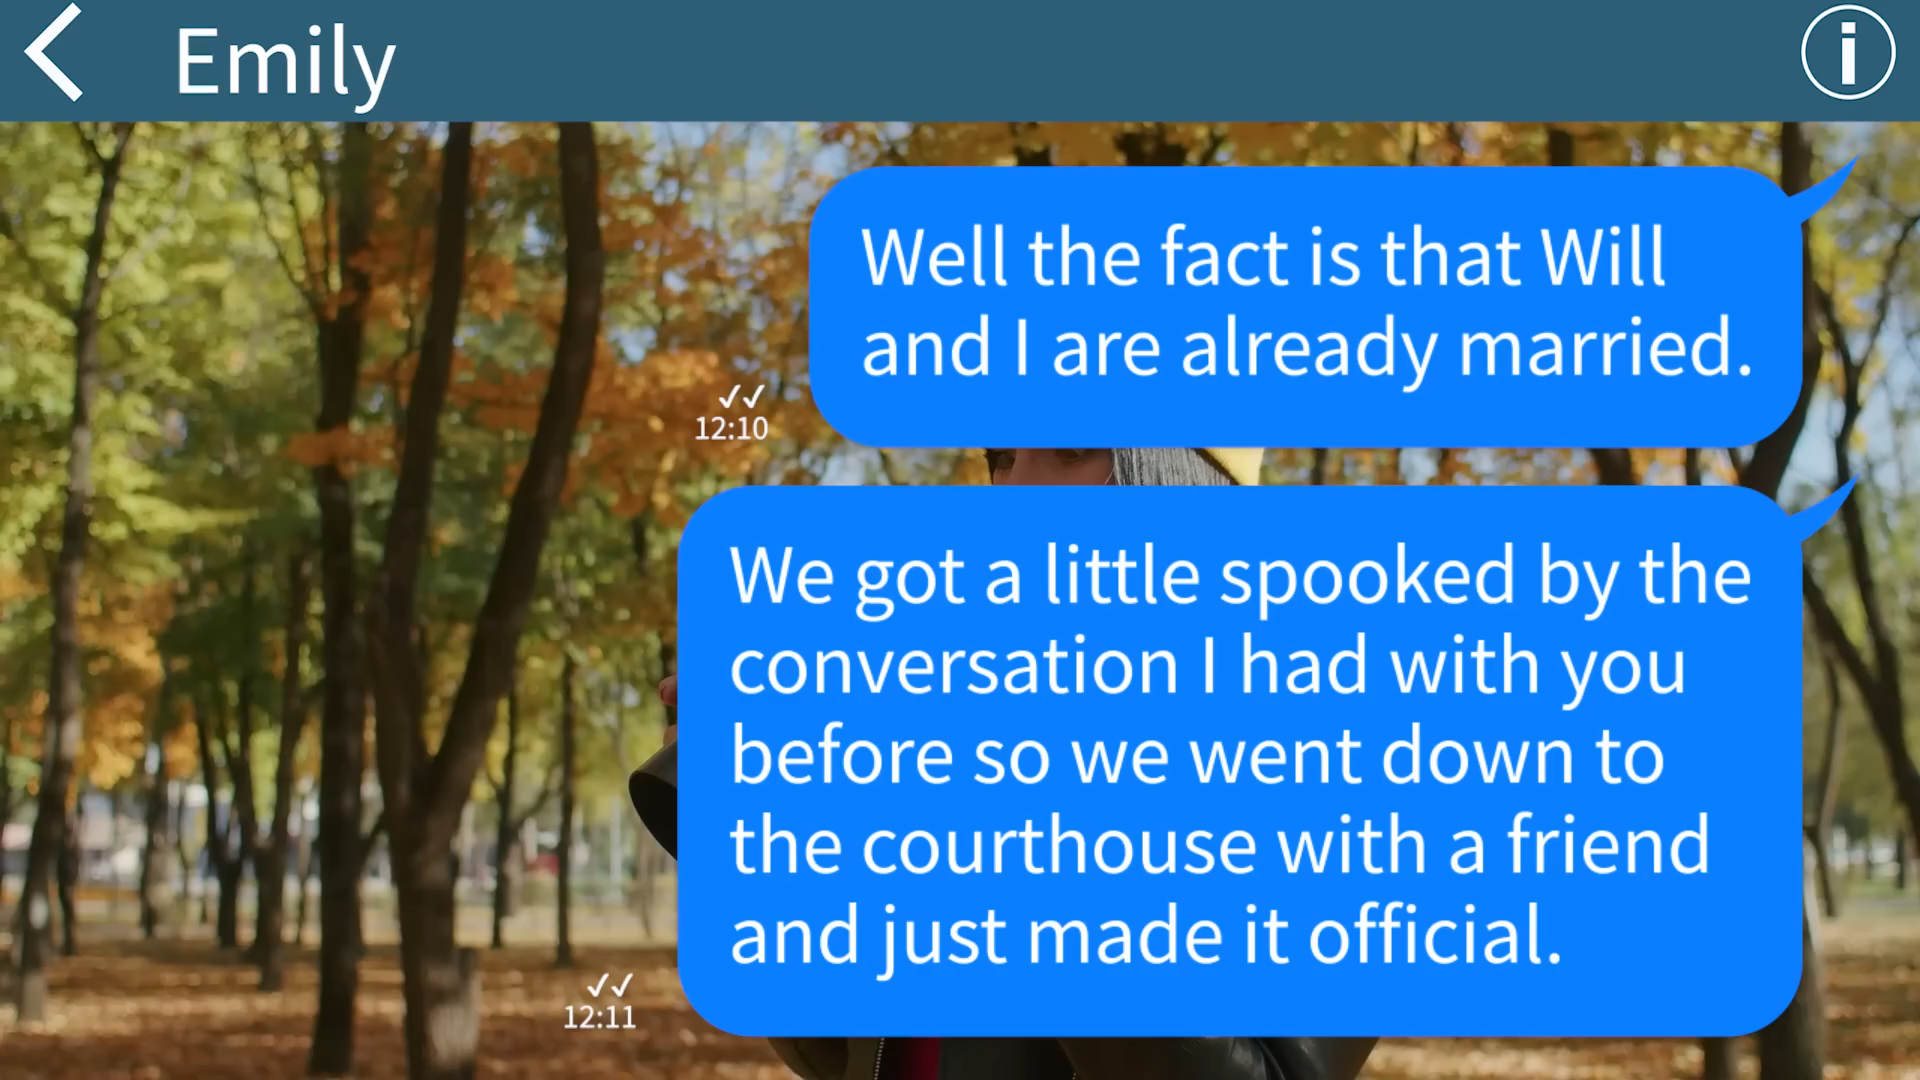 Emily
Well the fact is that Will
and I are already married.
12:10
We got a little spooked by the
conversation I had with you
before so we went down to
the courthouse with a friend
and just made it official.
12:11